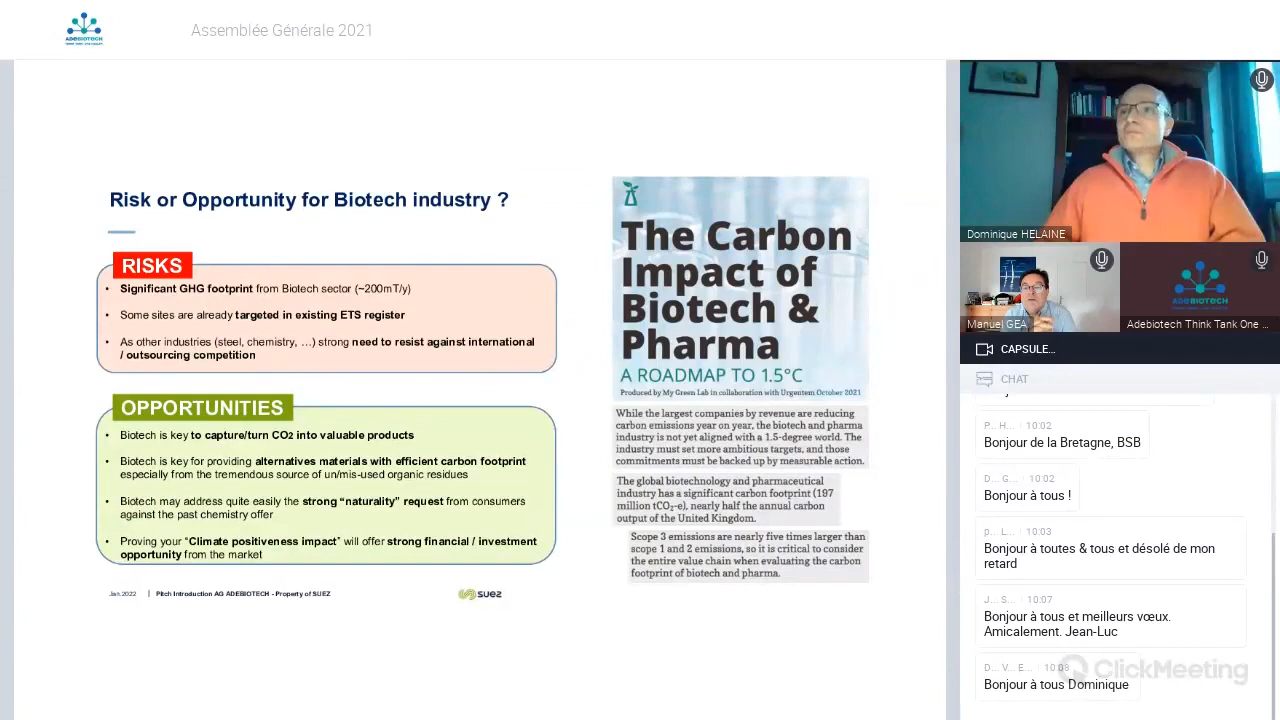 ADEBIOTECH
Assemblée Générale 2021
Risk or Opportunity for Biotech industry ?
RISKS
• Significant GHG footprint from Biotech sector (~200mT/y)
• Some sites are already targeted in existing ETS register
• As other industries (steel, chemistry, …) strong need to resist against international
/ outsourcing competition
OPPORTUNITIES
• Biotech is key to capture/turn CO2 into valuable products
• Biotech is key for providing alternatives materials with efficient carbon footprint
especially from the tremendous source of un/mis-used organic residues
• Biotech may address quite easily the strong “naturality” request from consumers
against the past chemistry offer
• Proving your “Climate positiveness impact” will offer strong financial / investment
opportunity from the market
Jan.2022 | Pitch Introduction AG ADEBIOTECH - Property of SUEZ
suez
The Carbon
Impact of
Biotech &
Pharma
A ROADMAP TO 1.5°C
Produced by My Green Lab in collaboration with Urgentem October 2021
While the largest companies by revenue are reducing
carbon emissions year on year, the biotech and pharma
industry is not yet aligned with a 1.5-degree world. The
industry must set more ambitious targets, and those
commitments must be backed up by measurable action.
The global biotechnology and pharmaceutical
industry has a significant carbon footprint (197
million tCO2-e), nearly half the annual carbon
output of the United Kingdom.
Scope 3 emissions are nearly five times larger than
scope 1 and 2 emissions, so it is critical to consider
the entire value chain when evaluating the carbon
footprint of biotech and pharma.
Dominique HELAINE
Manuel GEA
ADEBIOTECH
Adebiotech Think Tank One ...
CAPSULE...
CHAT
P... H... 10:02
Bonjour de la Bretagne, BSB
D... G... 10:02
Bonjour à tous !
p... L... 10:03
Bonjour à toutes & tous et désolé de mon
retard
J... S... 10:07
Bonjour à tous et meilleurs vœux.
Amicalement. Jean-Luc
D... V... E... 10:08
Bonjour à tous Dominique
ClickMeeting